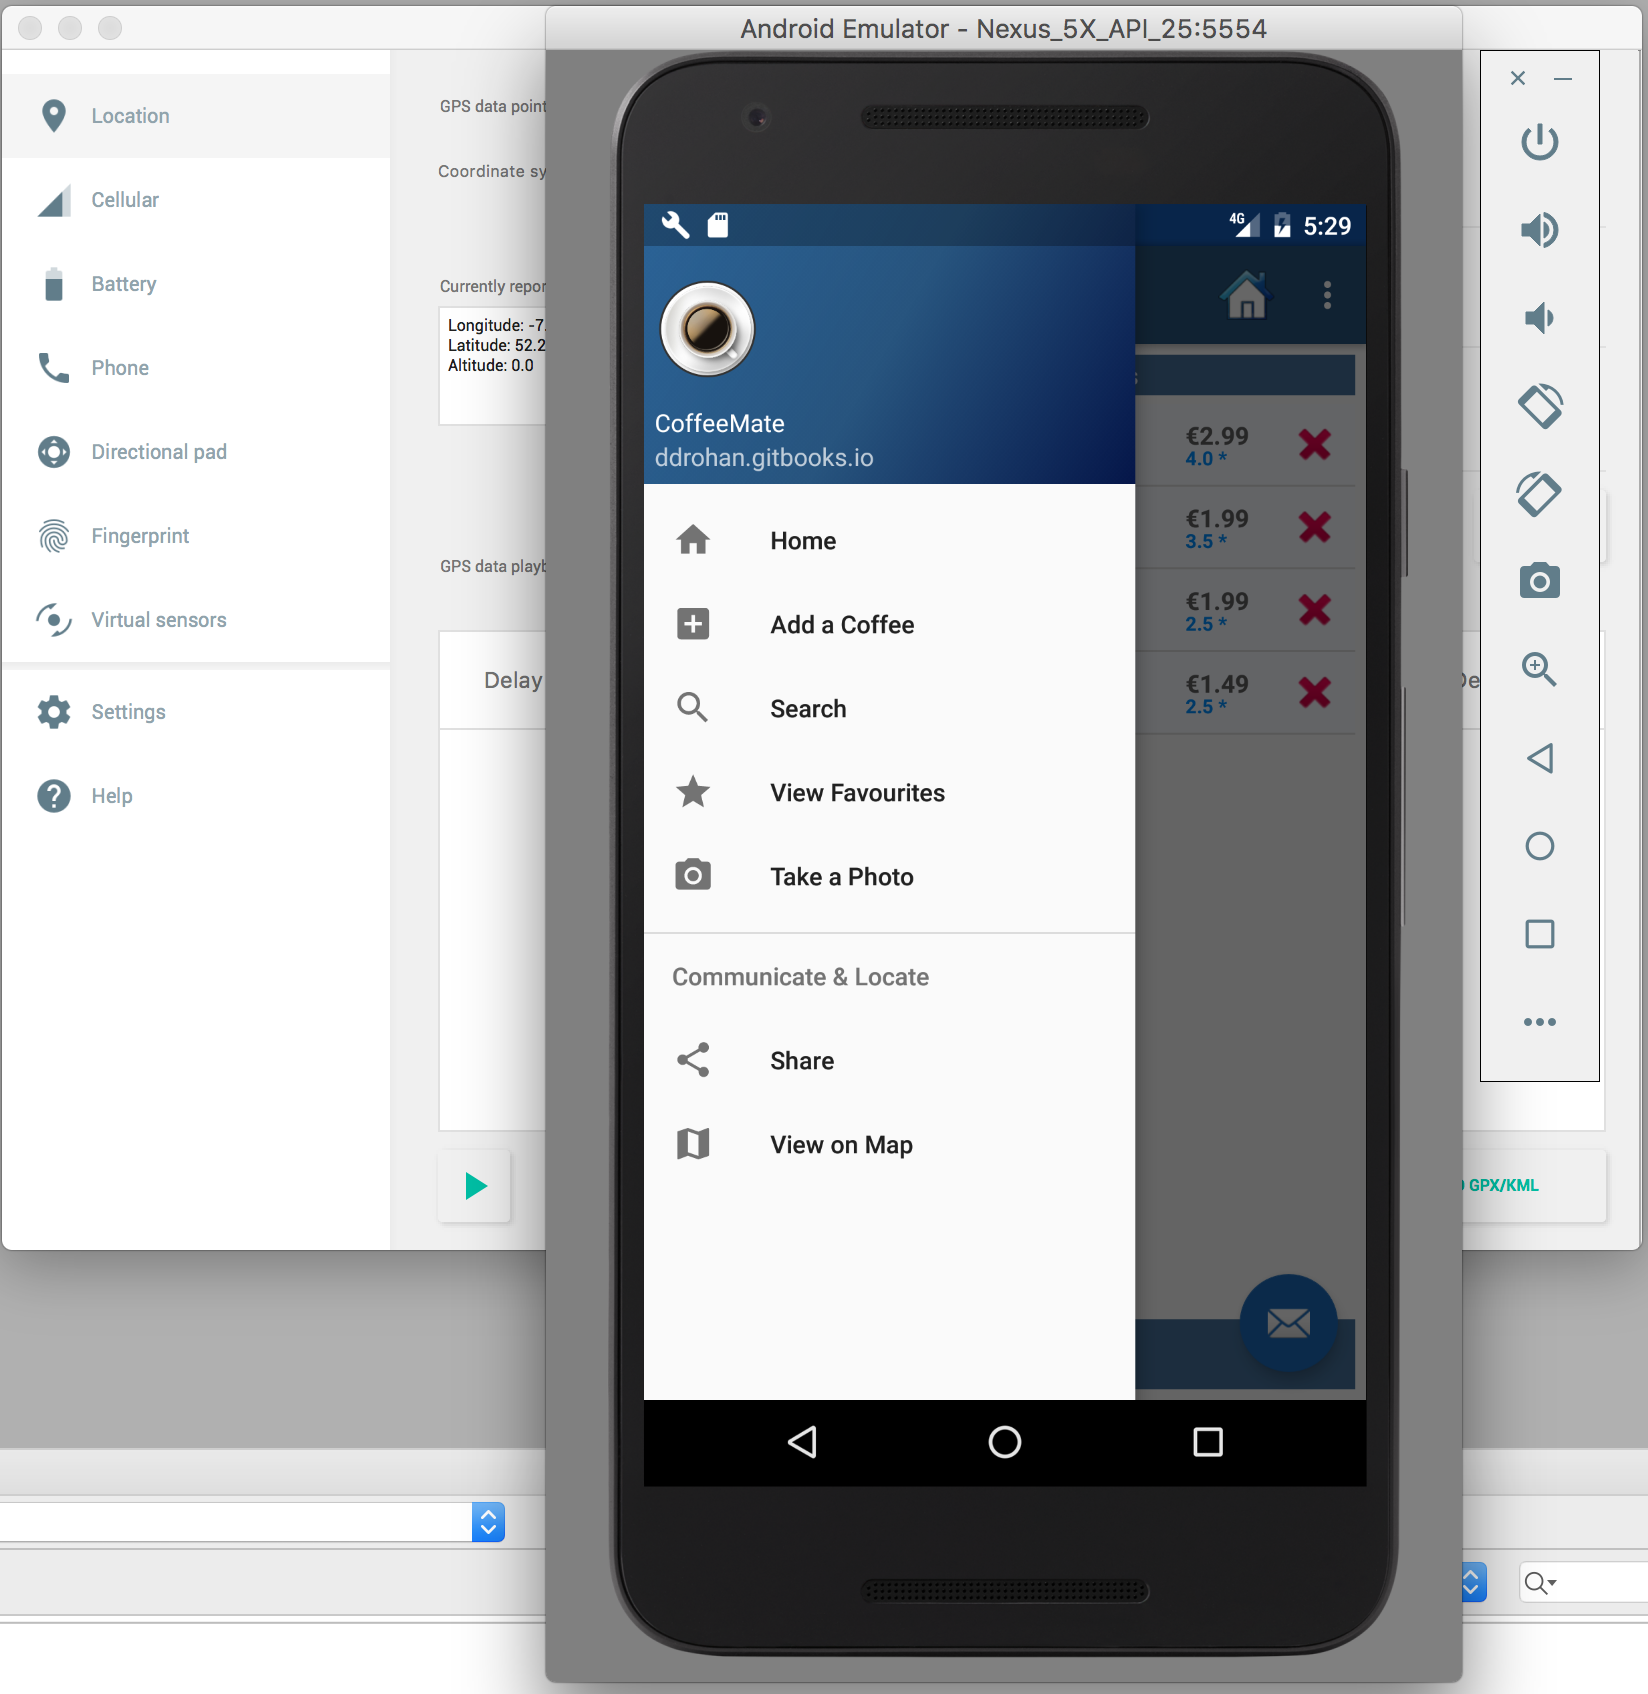 Android Emulator - Nexus_5X_API_25:5554
Location
Cellular
Battery
Phone
Directional pad
Fingerprint
Virtual sensors
Settings
Help
GPS data point
Coordinate sy
Currently repor
Longitude: -7.
Latitude: 52.2
Altitude: 0.0
GPS data playb
Delay
4G
5:29
CoffeeMate
ddrohan.gitbooks.io
Home
Add a Coffee
Search
View Favourites
Take a Photo
Communicate & Locate
Share
View on Map
s
€2.99
4.0 *
€1.99
3.5 *
€1.99
2.5 *
€1.49
2.5 *
De
GPX/KML